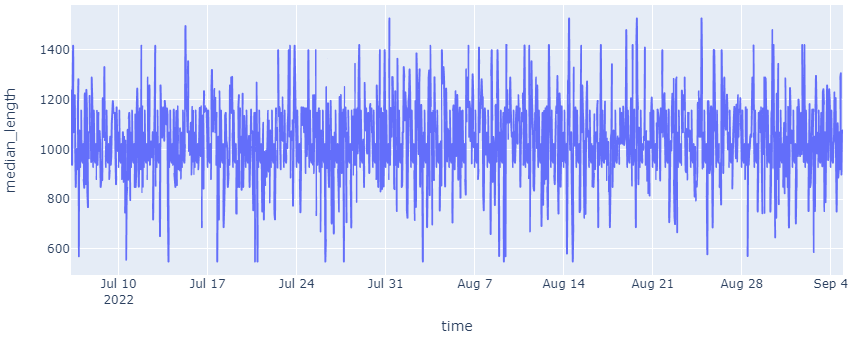 median_length
1400
1200
1000
800
600
Jul 10
2022
Jul 17
Jul 24
Jul 31
Aug 7
Aug 14
Aug 21
Aug 28
Sep 4
time